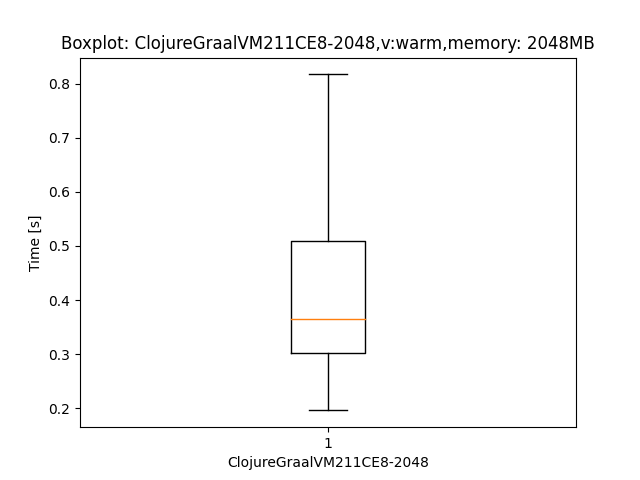 Boxplot: ClojureGraalVM211CE8-2048,v:warm,memory: 2048MB
0.8
0.7
0.6
0.5
0.4
0.3
0.2
Time [s]
1
ClojureGraalVM211CE8-2048